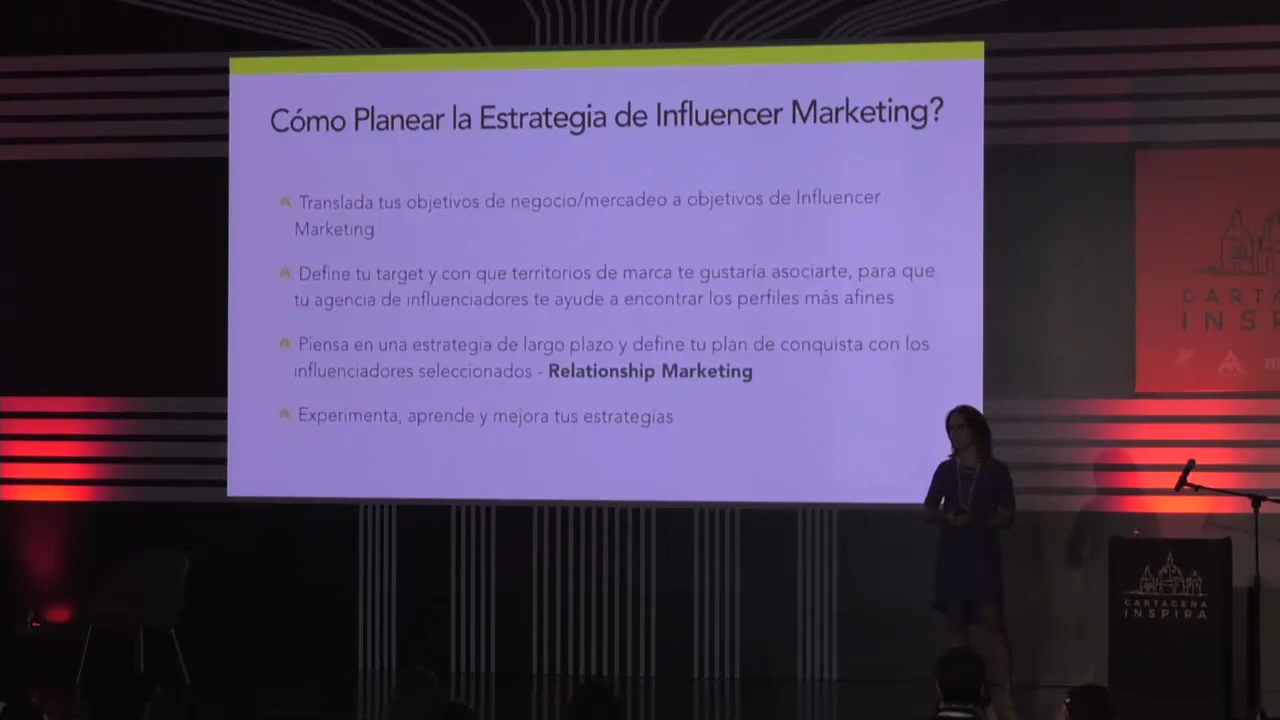 Cómo Planear la Estrategia de Influencer Marketing?
Translada tus objetivos de negocio/mercadeo a objetivos de Influencer
Marketing
Define tu target y con que territorios de marca te gustaría asociarte, para que
tu agencia de influenciadores te ayude a encontrar los perfiles más afines
Piensa en una estrategia de largo plazo y define tu plan de conquista con los
influenciadores seleccionados - Relationship Marketing
Experimenta, aprende y mejora tus estrategias
CARTAGENA
INSPIRA